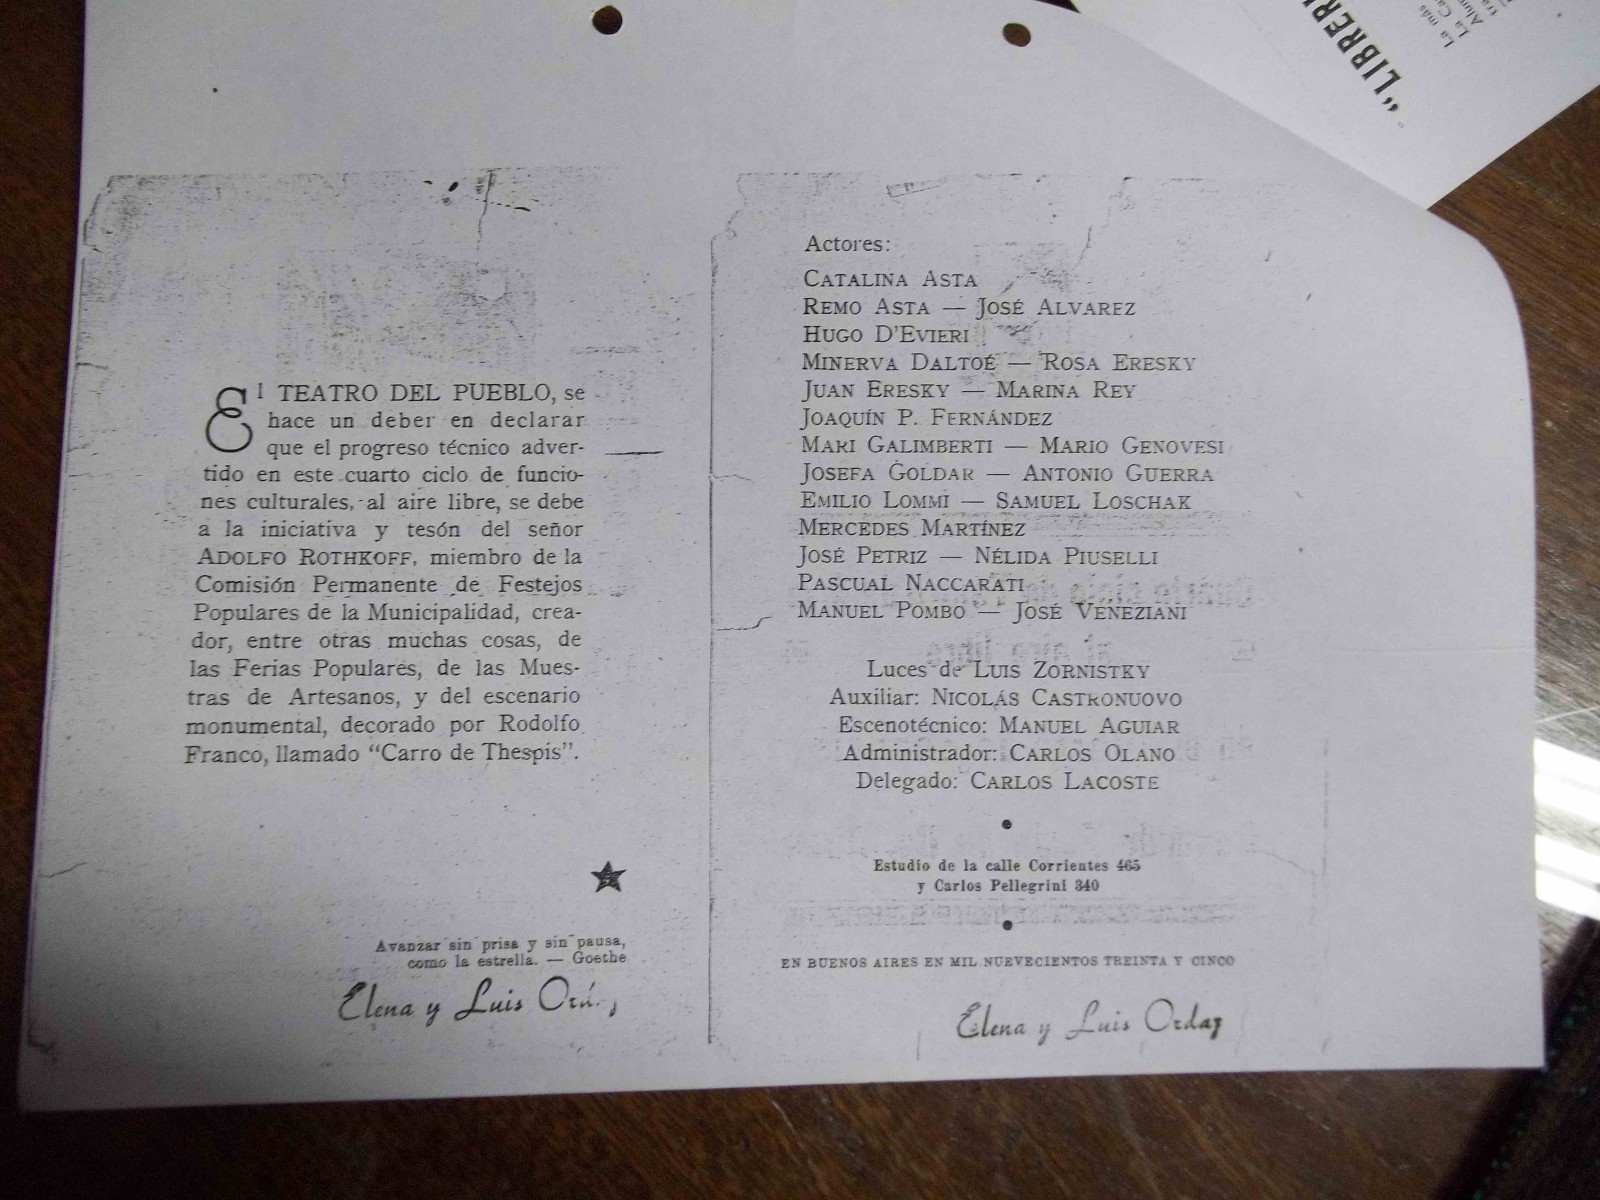 El TEATRO DEL PUEBLO, se
hace un deber en declarar
que el progreso técnico adver-
tido en este cuarto ciclo de funcio-
nes culturales, al aire libre, se debe
a la iniciativa y tesón del señor
ADOLFO ROTHKOFF, miembro de la
Comisión Permanente de Festejos
Populares de la Municipalidad, crea-
dor, entre otras muchas cosas, de
las Ferias Populares, de las Mues-
tras de Artesanos, y del escenario
monumental, decorado por Rodolfo
Franco, llamado “Carro de Thespis”.
Avanzar sin prisa y sin pausa,
como la estrella. — Goethe
Elena y Luis
Actores:
CATALINA ASTA
REMO ASTA — JOSÉ ALVAREZ
HUGO D'EVIERI
MINERVA DALTOÉ — ROSA ERESKY
JUAN ERESKY — MARINA REY
JOAQUÍN P. FERNÁNDEZ
MARI GALIMBERTI — MARIO GENOVESI
JOSEFA GOLDAR — ANTONIO GUERRA
EMILIO LOMMI — SAMUEL LOSCHAK
MERCEDES MARTÍNEZ
JOSÉ PETRIZ — NÉLIDA PIUSELLI
PASCUAL NACCARATI
MANUEL POMBO — JOSÉ VENEZIANI
Luces de LUIS ZORNISTKY
Auxiliar: NICOLÁS CASTRONUOVO
Escenotécnico: MANUEL AGUIAR
Administrador: CARLOS OLANO
Delegado: CARLOS LACOSTE
Estudio de la calle Corrientes 465
y Carlos Pellegrini 340
EN BUENOS AIRES EN MIL NUEVECIENTOS TREINTA Y CINCO
Elena y Luis Ordaz
La más